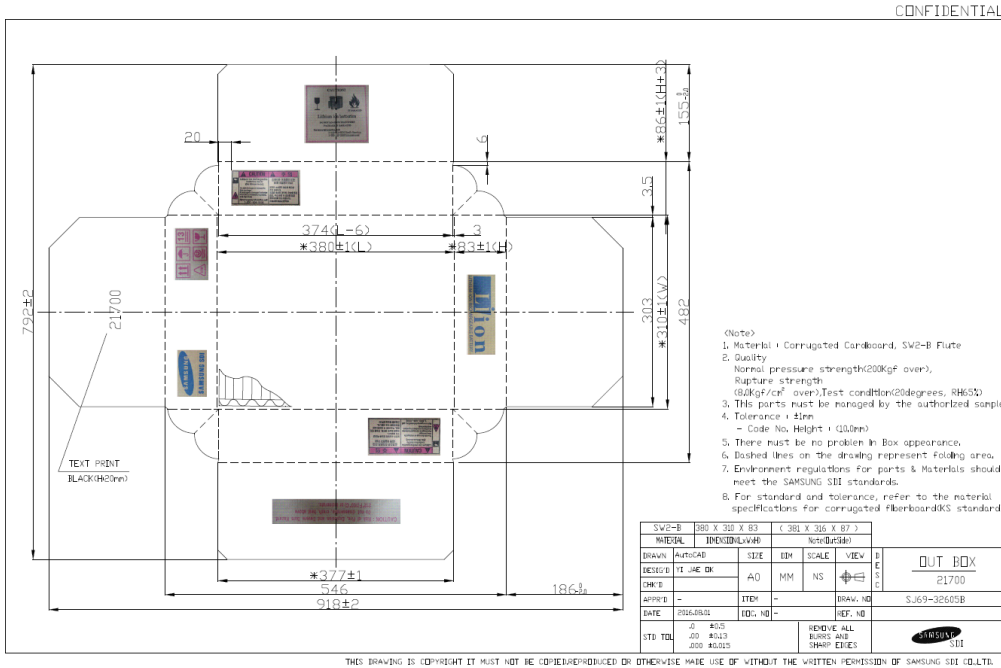 CONFIDENTIAL
20
6
*86±1(H+3)
155
3.5
374(L-6)
3
*380±1(L)
*83±1(H)
792±2
21700
303
*310±1(W)
482
Li-ion
SAMSUNG SDI
SAMSUNG
TEXT PRINT
BLACK(H:20mm)
*377±1
546
186
918±2
<Note>
1. Material : Corrugated Cardboard, SW2-B Flute
2. Quality
Normal pressure strength(200Kgf over),
Rupture strength
(8.0Kgf/cm² over),Test condition(20degrees, RH65%)
3. This parts must be managed by the authorized sample
4. Tolerance : ±1mm
- Code No. Height : (10.0mm)
5. There must be no problem in Box appearance.
6. Dashed lines on the drawing represent folding area.
7. Environment regulations for parts & Materials should
meet the SAMSUNG SDI standards.
8. For standard and tolerance, refer to the material
specifications for corrugated fiberboard(KS standard
SW2-B 380 X 310 X 83 ( 381 X 316 X 87 )
MATERIAL DIMENSION(LxWxH) Note(OutSide)
DRAWN AutoCAD SIZE DIM SCALE VIEW DESC OUT BOX
DESIG'D YI JAE OK A0 MM NS 21700
CHK'D
APPR'D - ITEM - DRAW. NO SJ69-32605B
DATE 2016.08.01 DOC. NO - REF. NO
STD TOL .0 ±0.5 REMOVE ALL
.00 ±0.13 BURRS AND
.000 ±0.015 SHARP EDGES
SAMSUNG SDI
THIS DRAWING IS COPYRIGHT IT MUST NOT BE COPIED,REPRODUCED OR OTHERWISE MADE USE OF WITHOUT THE WRITTEN PERMISSION OF SAMSUNG SDI CO.,LTD.